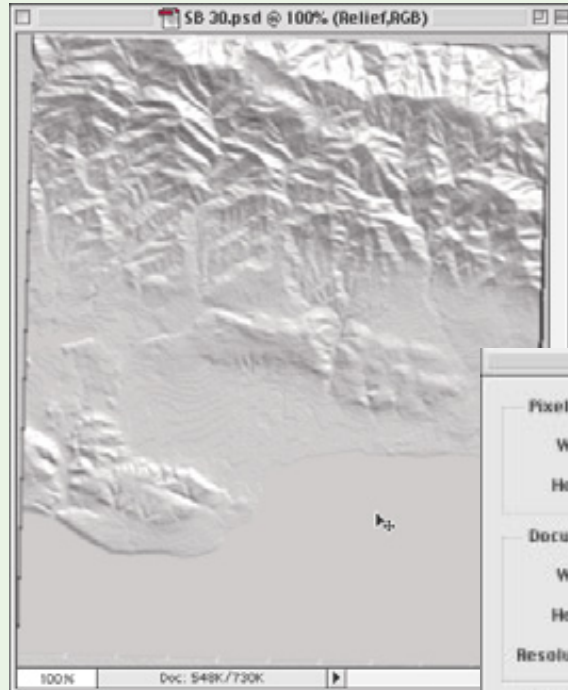 SB 30.psd @ 100% (Relief,RGB)
Pixel
W
He
Docu
W
He
Resolu
100%
Doc: 548K/730K